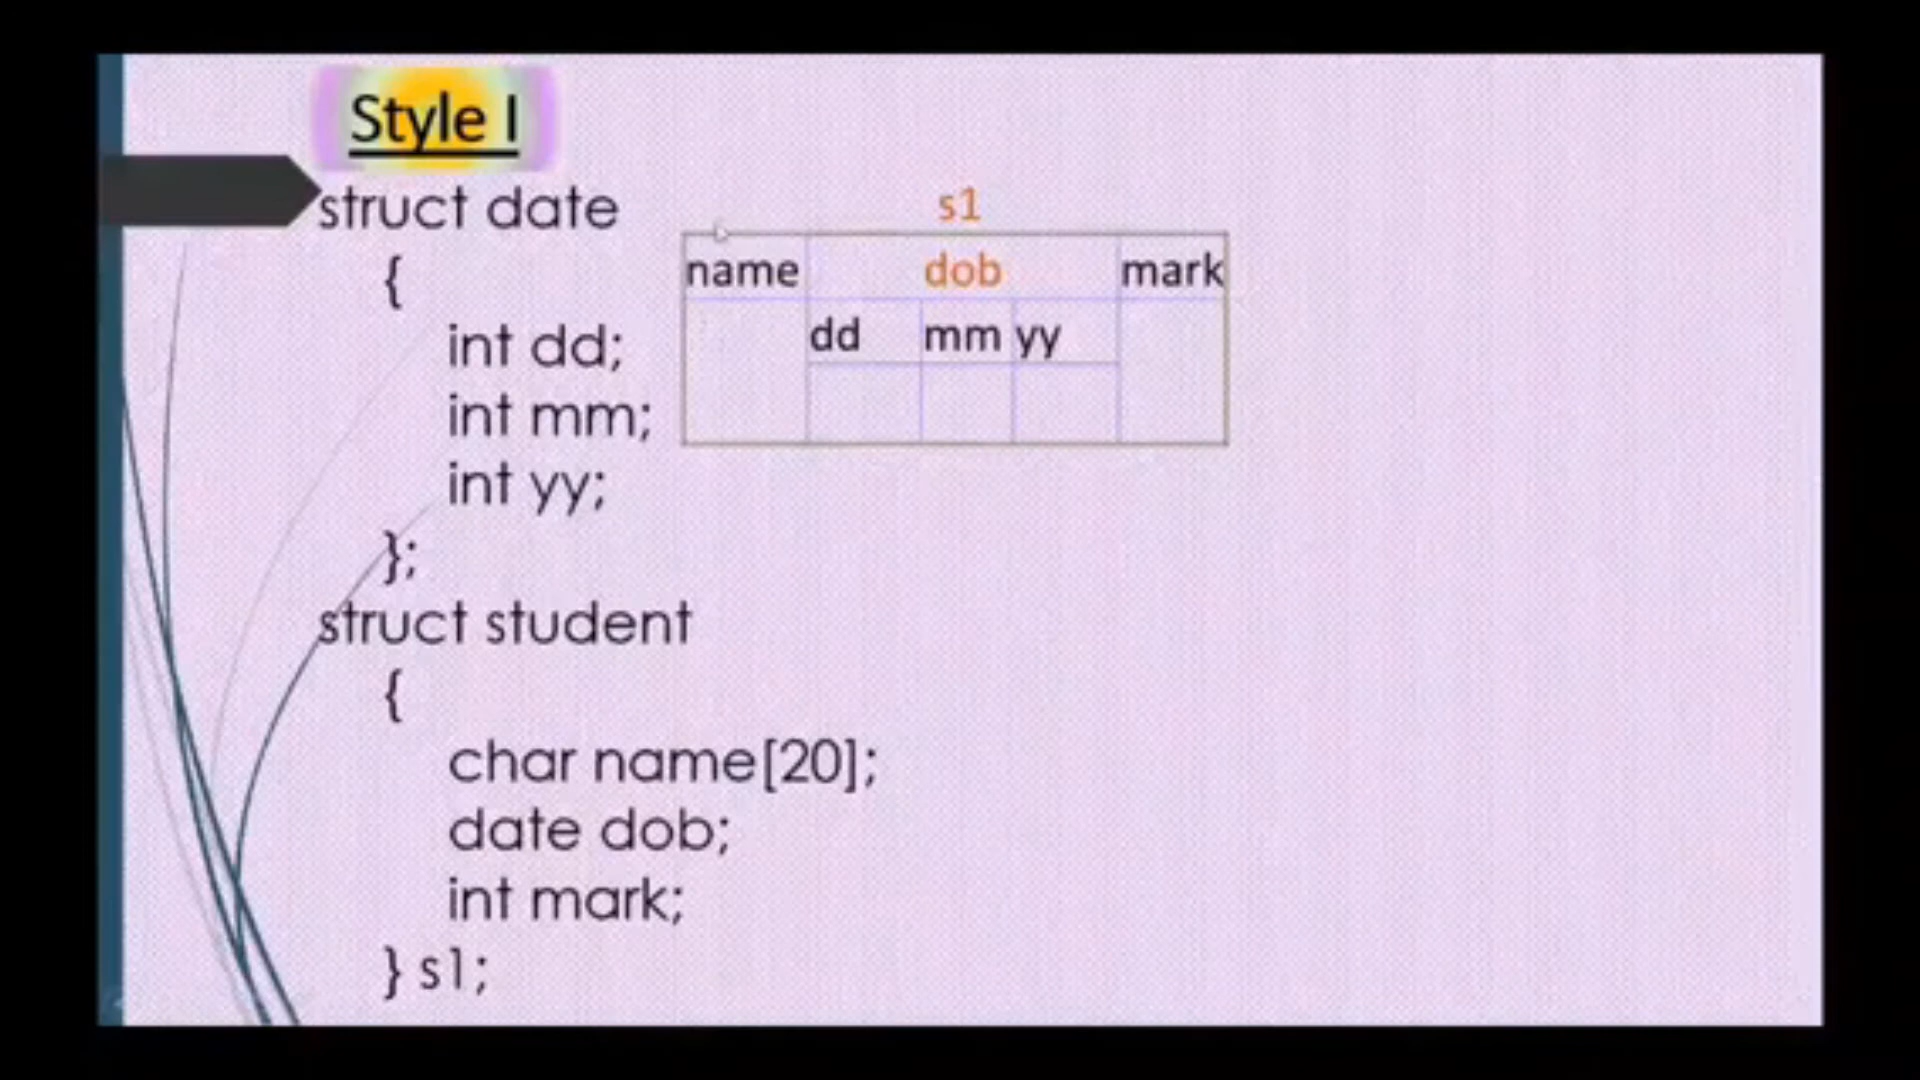 Style I
struct date
{
int dd;
int mm;
int yy;
};
struct student
{
char name[20];
date dob;
int mark;
} s1;
s1
name dob mark
dd mm yy